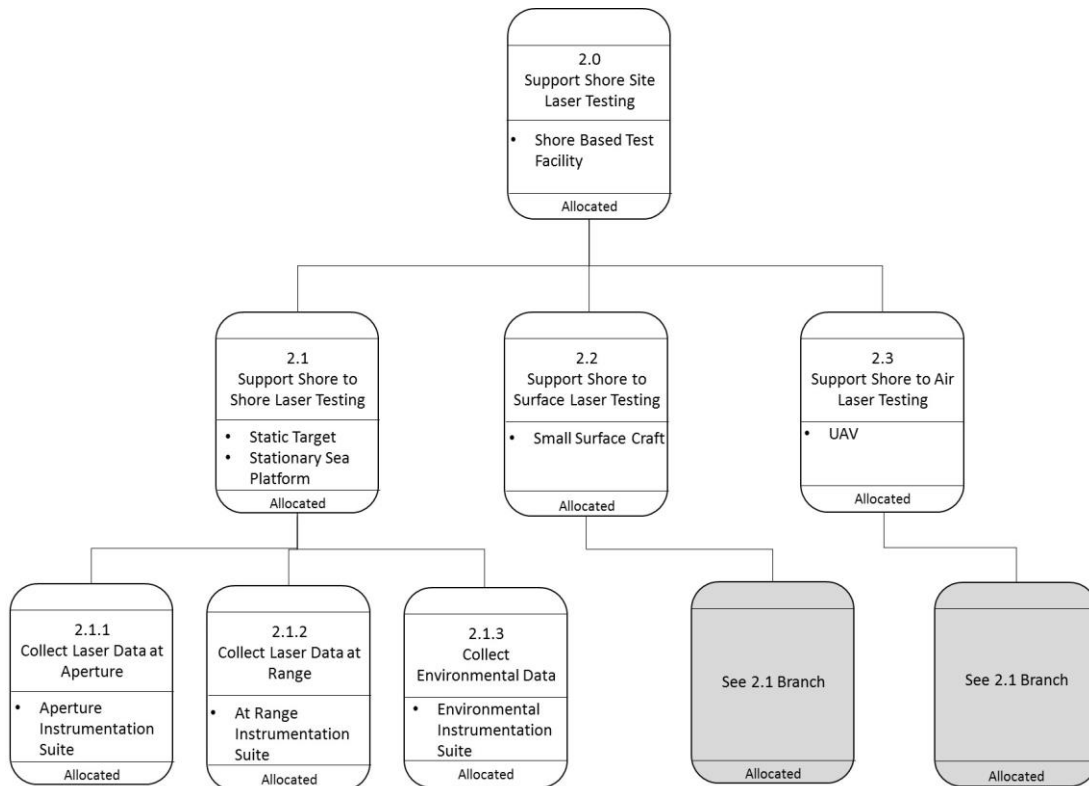 2.0
Support Shore Site
Laser Testing
• Shore Based Test
Facility
Allocated
2.1
Support Shore to
Shore Laser Testing
• Static Target
• Stationary Sea
Platform
Allocated
2.2
Support Shore to
Surface Laser Testing
• Small Surface Craft
Allocated
2.3
Support Shore to Air
Laser Testing
• UAV
Allocated
2.1.1
Collect Laser Data at
Aperture
• Aperture
Instrumentation
Suite
Allocated
2.1.2
Collect Laser Data at
Range
• At Range
Instrumentation
Suite
Allocated
2.1.3
Collect
Environmental Data
• Environmental
Instrumentation
Suite
Allocated
See 2.1 Branch
Allocated
See 2.1 Branch
Allocated